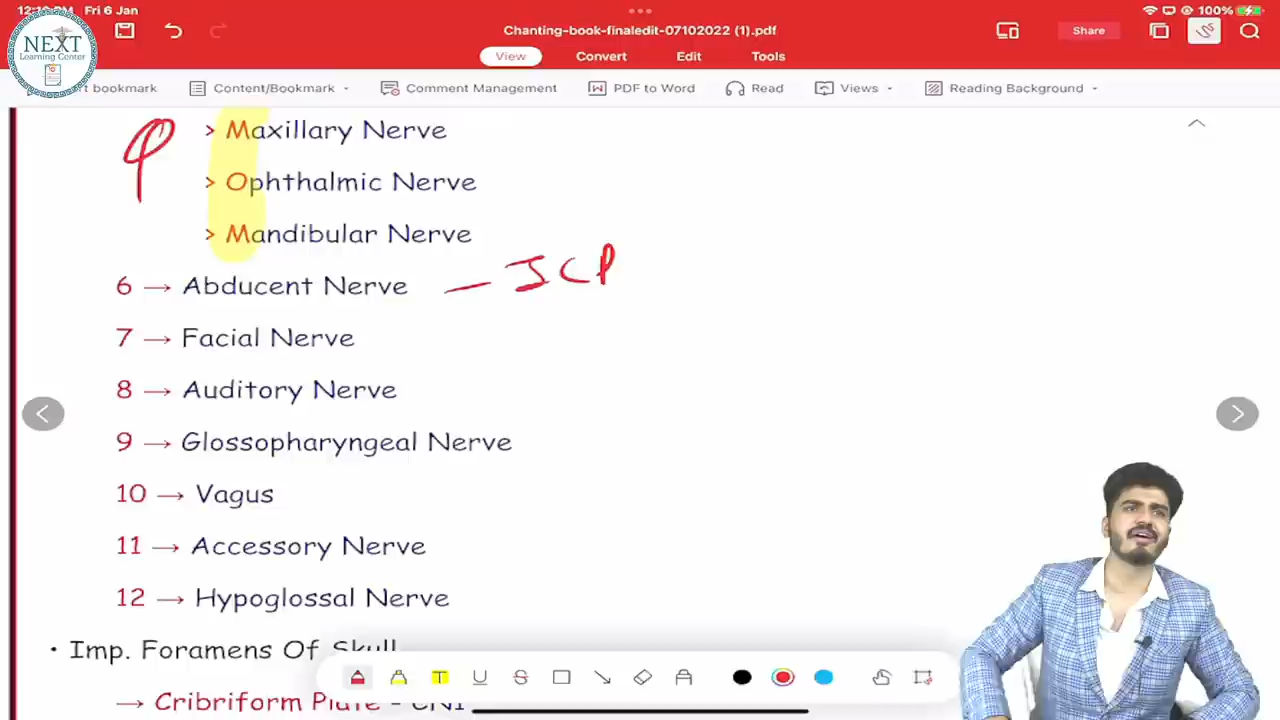 Fri 6 Jan
100%
NEXT
Learning Center
Chanting-book-finaledit-07102022 (1).pdf
Share
View
Convert
Edit
Tools
bookmark
Content/Bookmark
Comment Management
PDF to Word
Read
Views
Reading Background
> Maxillary Nerve
> Ophthalmic Nerve
> Mandibular Nerve
6 → Abducent Nerve — ICP
7 → Facial Nerve
8 → Auditory Nerve
9 → Glossopharyngeal Nerve
10 → Vagus
11 → Accessory Nerve
12 → Hypoglossal Nerve
• Imp. Foramens Of Skull
→ Cribriform Plate - CN1